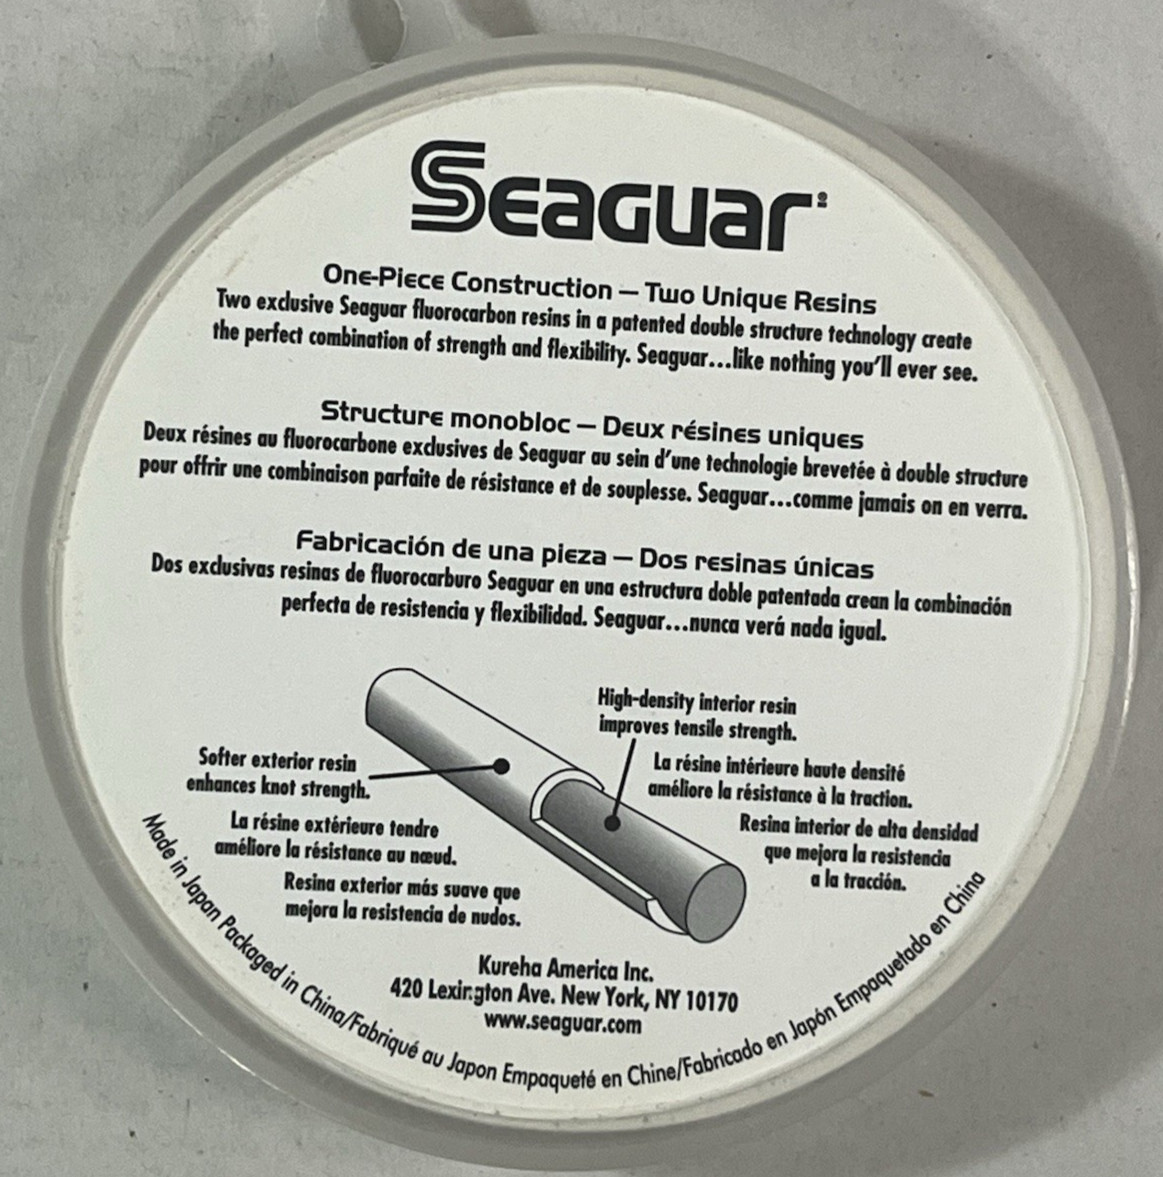 Seaguar®
One-Piece Construction — Two Unique Resins
Two exclusive Seaguar fluorocarbon resins in a patented double structure technology create
the perfect combination of strength and flexibility. Seaguar...like nothing you'll ever see.
Structure monobloc — Deux résines uniques
Deux résines au fluorocarbone exclusives de Seaguar au sein d'une technologie brevetée à double structure
pour offrir une combinaison parfaite de résistance et de souplesse. Seaguar...comme jamais on en verra.
Fabricación de una pieza — Dos resinas únicas
Dos exclusivas resinas de fluorocarburo Seaguar en una estructura doble patentada crean la combinación
perfecta de resistencia y flexibilidad. Seaguar...nunca verá nada igual.
High-density interior resin
improves tensile strength.
La résine intérieure haute densité
améliore la résistance à la traction.
Resina interior de alta densidad
que mejora la resistencia
a la tracción.
Softer exterior resin
enhances knot strength.
La résine extérieure tendre
améliore la résistance au nœud.
Resina exterior más suave que
mejora la resistencia de nudos.
Kureha America Inc.
420 Lexington Ave. New York, NY 10170
www.seaguar.com
Made in Japan Packaged in China/Fabriqué au Japon Empaqueté en Chine/Fabricado en Japón Empaquetado en China